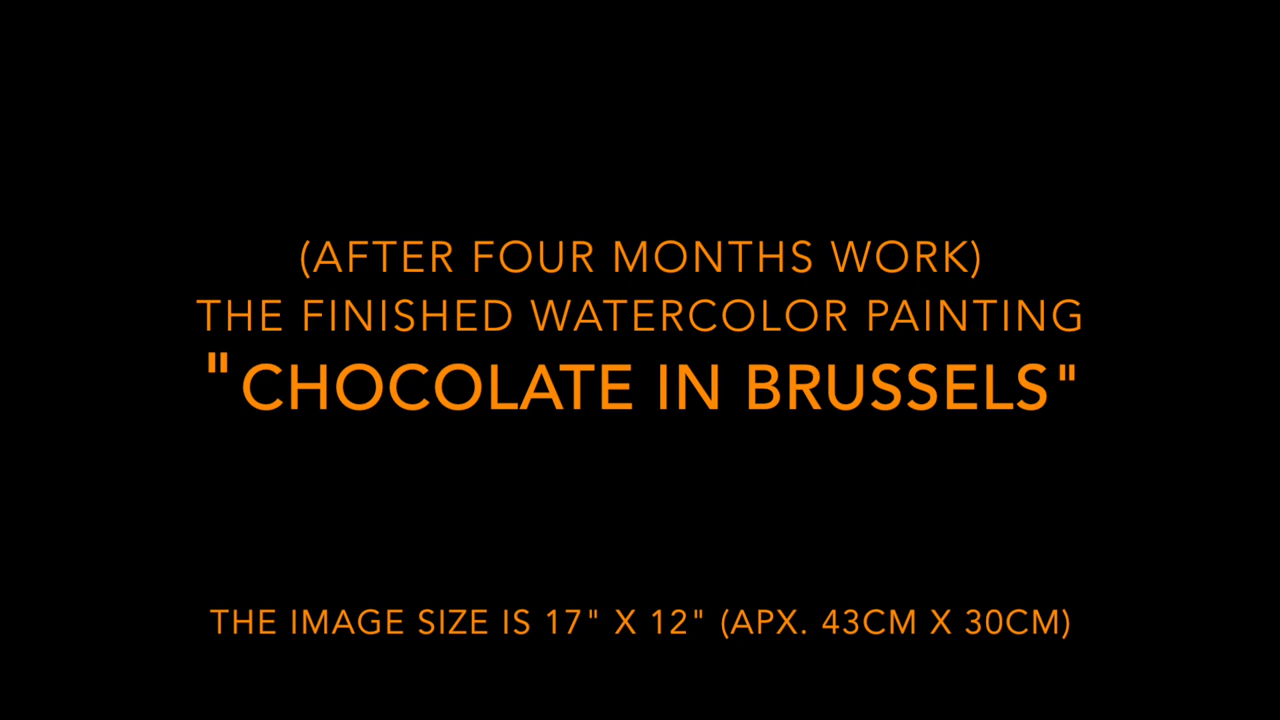 (AFTER FOUR MONTHS WORK)
THE FINISHED WATERCOLOR PAINTING
"CHOCOLATE IN BRUSSELS"
THE IMAGE SIZE IS 17" X 12" (APX. 43CM X 30CM)